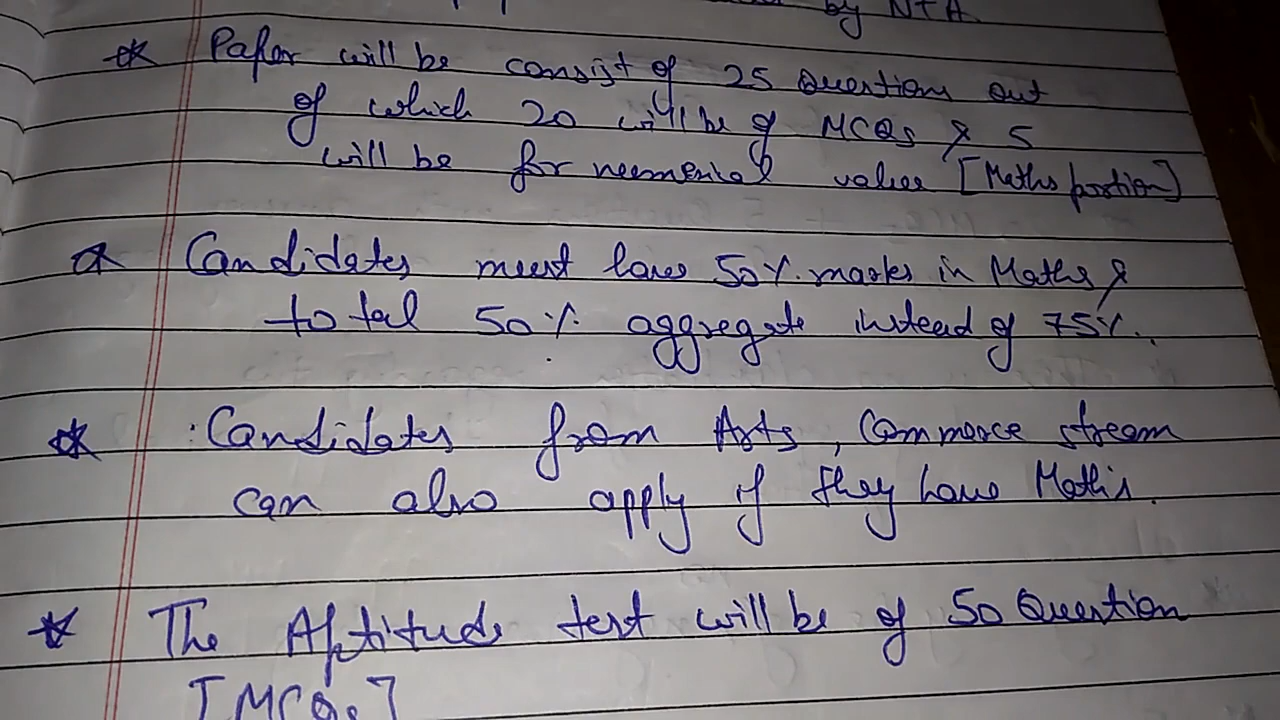 by NTA
* Paper will be consist of 25 Question out
of which 20 will be of MCQs & 5
will be for neemerical value [Maths portion]
* Candidates must have 50% marks in Maths &
total 50% aggregate instead of 75%.
* Candidates from Arts, Commerce stream
can also apply if they have Maths.
* The Aptitude test will be of 50 Question
[MCQs]